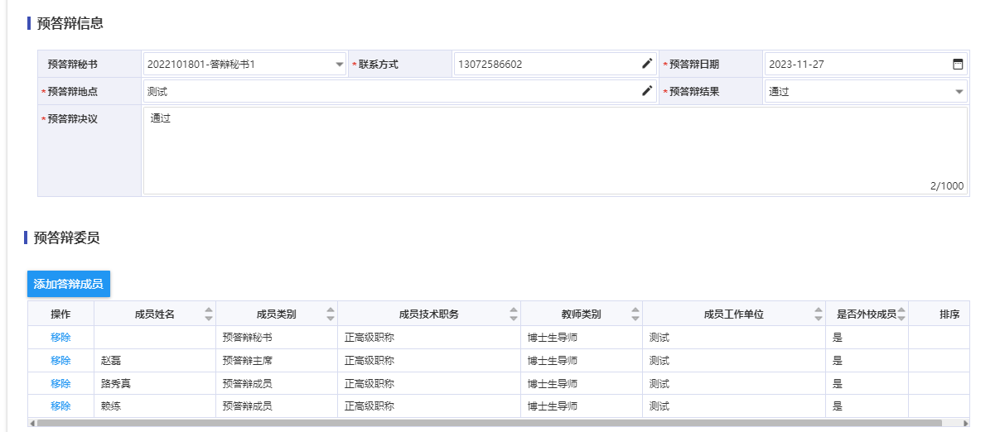 预答辩信息
预答辩秘书 2022101801-答辩秘书1 *联系方式 13072586602 *预答辩日期 2023-11-27
*预答辩地点 测试 *预答辩结果 通过
*预答辩决议 通过
2/1000
预答辩委员
添加答辩成员
操作 成员姓名 成员类别 成员技术职务 教师类别 成员工作单位 是否外校成员 排序
移除 预答辩秘书 正高级职称 博士生导师 测试 是
移除 赵磊 预答辩主席 正高级职称 博士生导师 测试 是
移除 路秀真 预答辩成员 正高级职称 博士生导师 测试 是
移除 赖练 预答辩成员 正高级职称 博士生导师 测试 是